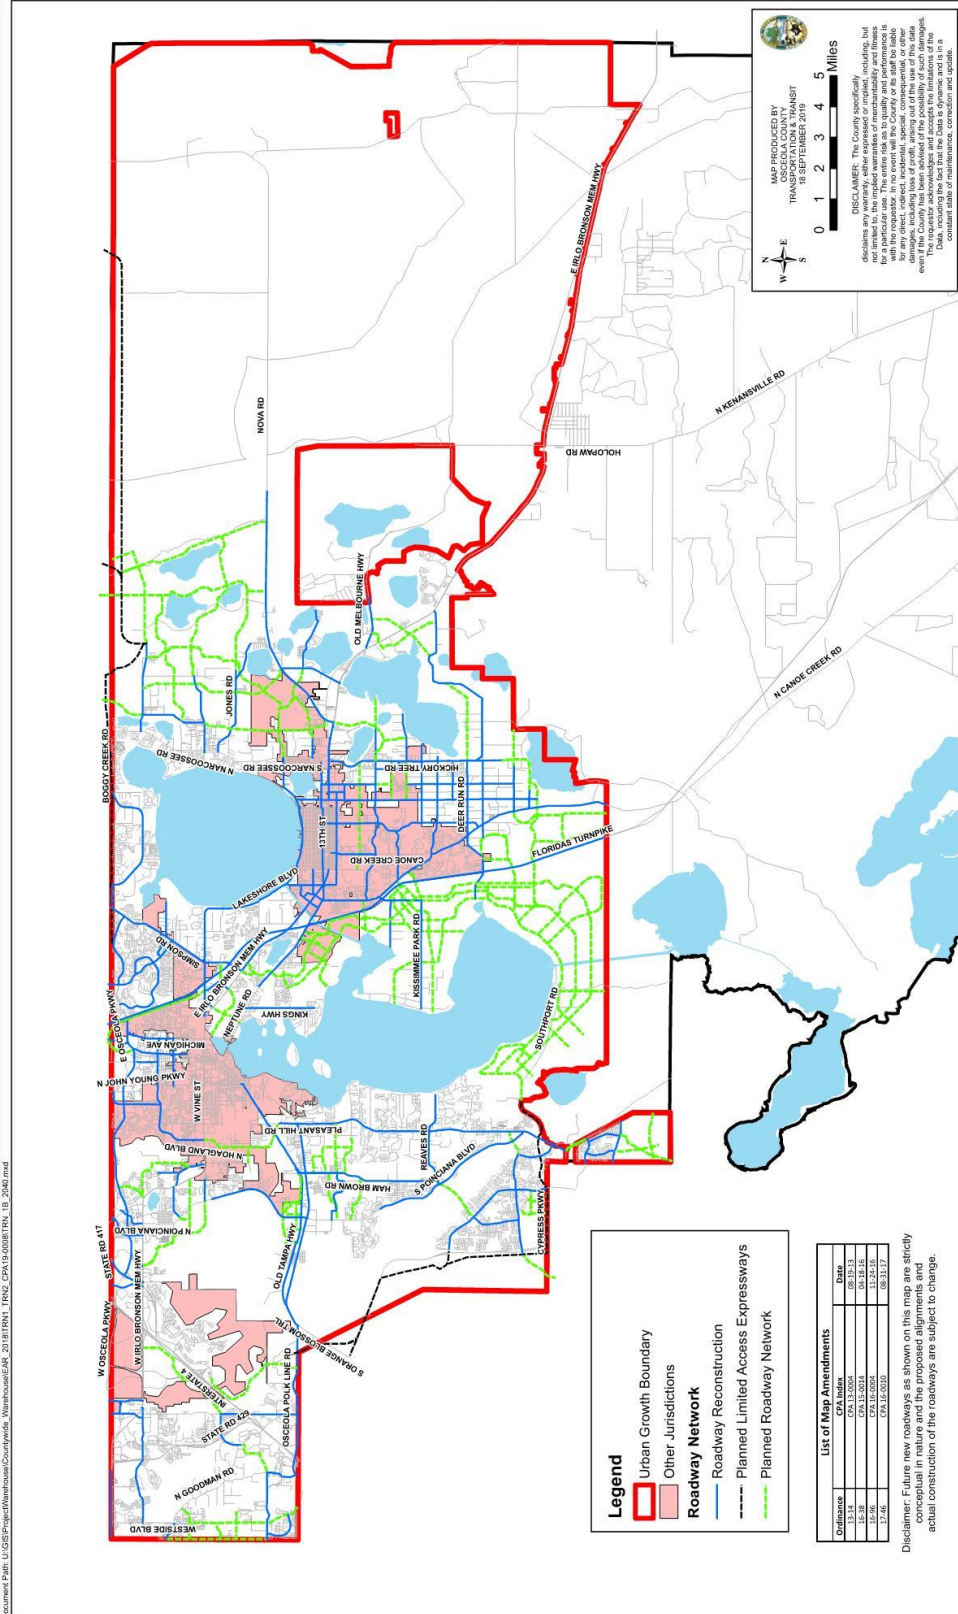 ocument Path: U:\GIS\ProjectWarehouse\Countywide_Warehouse\EAR_2018\TRN1_TRN2_CPA19-0008\TRN_1B_2040.mxd
W OSCEOLA PKWY
STATE RD 417
E OSCEOLA PKWY
BOGGY CREEK RD
WESTSIDE BLVD
N GOODMAN RD
STATE RD 429
INTERSTATE 4
W IRLO BRONSON MEM HWY
N POINCIANA BLVD
OSCEOLA POLK LINE RD
S ORANGE BLOSSOM TRL
OLD TAMPA HWY
N HOAGLAND BLVD
W VINE ST
N JOHN YOUNG PKWY
MICHIGAN AVE
PLEASANT HILL RD
HAM BROWN RD
REAVES RD
S POINCIANA BLVD
CYPRESS PKWY
SIMPSON RD
E IRLO BRONSON MEM HWY
NEPTUNE RD
KINGS HWY
LAKESHORE BLVD
KISSIMMEE PARK RD
SOUTHPORT RD
N NARCOOSSEE RD
S NARCOOSSEE RD
13TH ST
CANOE CREEK RD
HICKORY TREE RD
DEER RUN RD
FLORIDAS TURNPIKE
JONES RD
NOVA RD
OLD MELBOURNE HWY
N CANOE CREEK RD
HOLOPAW RD
N KENANSVILLE RD
E IRLO BRONSON MEM HWY
Legend
Urban Growth Boundary
Other Jurisdictions
Roadway Network
Roadway Reconstruction
Planned Limited Access Expressways
Planned Roadway Network
List of Map Amendments
Ordinance CPA Index Date
13-14 CPA 13-0004 08-19-13
16-38 CPA 15-0014 04-18-16
16-96 CPA 16-0004 11-24-16
17-46 CPA 16-0010 08-31-17
Disclaimer: Future new roadways as shown on this map are strictly
conceptual in nature and the proposed alignments and
actual construction of the roadways are subject to change.
N
W E
S
MAP PRODUCED BY
OSCEOLA COUNTY
TRANSPORTATION & TRANSIT
18 SEPTEMBER 2019
0 1 2 3 4 5
Miles
DISCLAIMER: The County specifically
disclaims any warranty, either expressed or implied, including, but
not limited to, the implied warranties of merchantability and fitness
for a particular use. The entire risk as to quality and performance is
with the requestor. In no event will the County or its staff be liable
for any direct, indirect, incidental, special, consequential, or other
damages, including loss of profit, arising out of the use of this data
even if the County has been advised of the possibility of such damages.
The requestor acknowledges and accepts the limitations of the
Data, including the fact that the Data is dynamic and is in a
constant state of maintenance, correction and update.